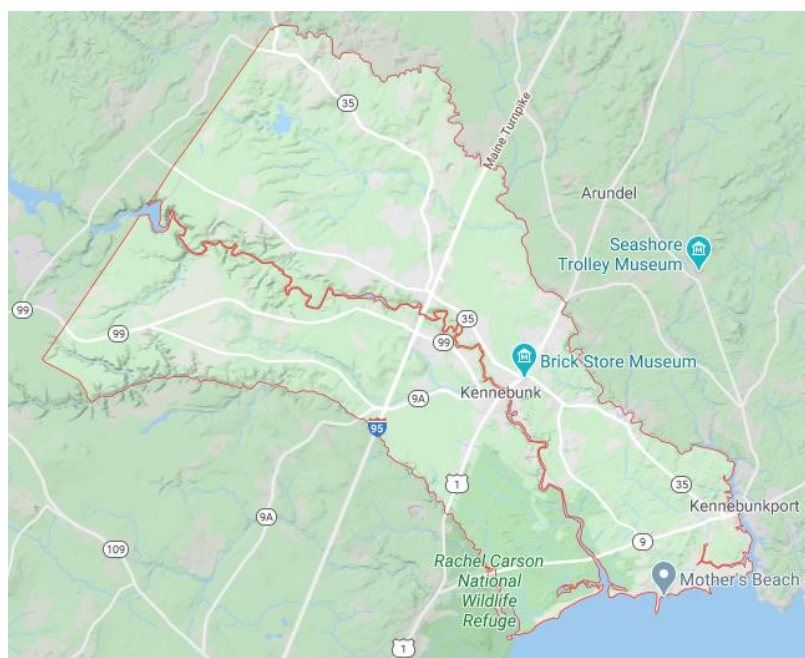 35
Maine Turnpike
Arundel
Seashore
Trolley Museum
99
99
35
99
Brick Store Museum
Kennebunk
9A
95
1
35
Kennebunkport
9A
109
9
Rachel Carson
National
Wildlife
Refuge
Mother's Beach
1